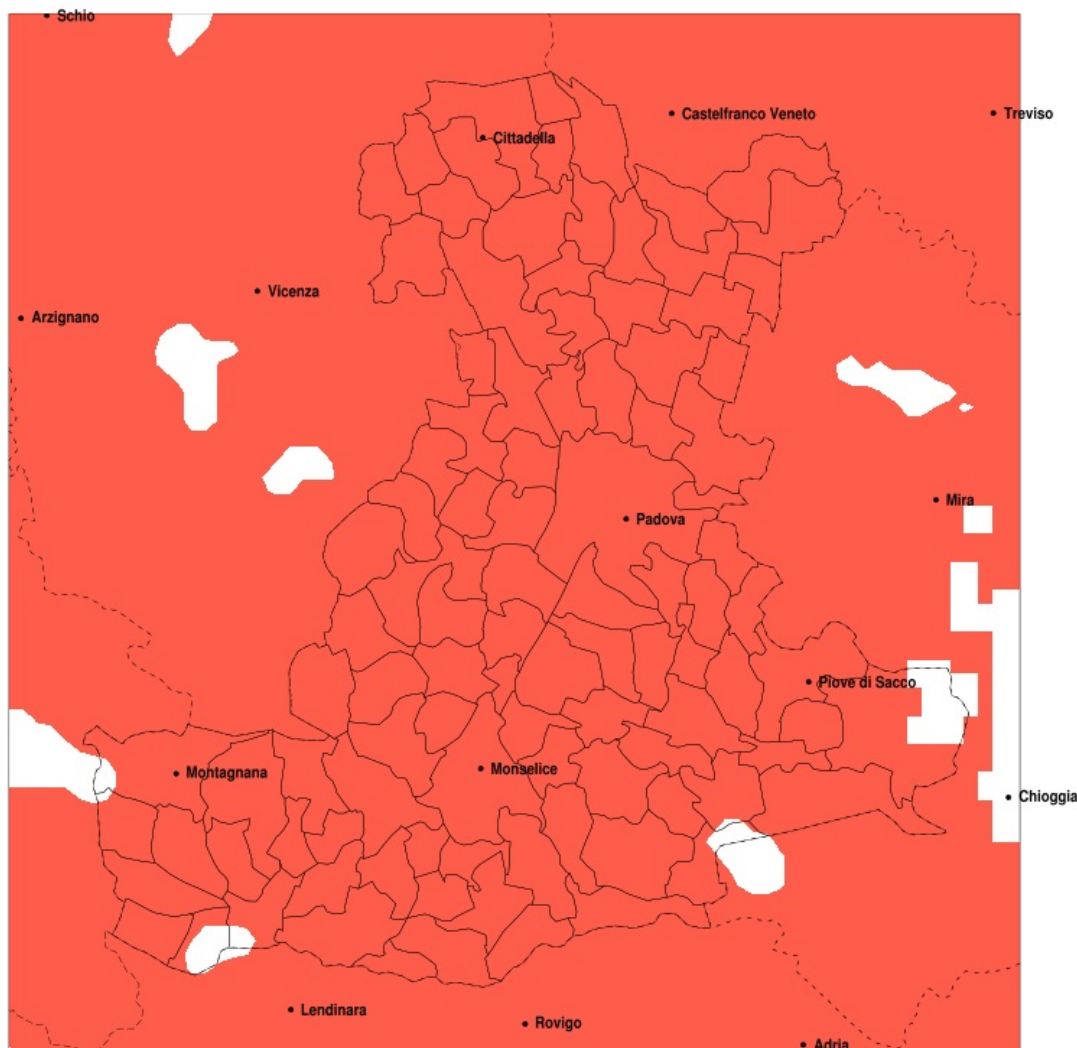 Schio
Castelfranco Veneto
Treviso
Cittadella
Vicenza
Arzignano
Mira
Padova
Piove di Sacco
Montagnana
Monselice
Chioggia
Lendinara
Rovigo
Adria